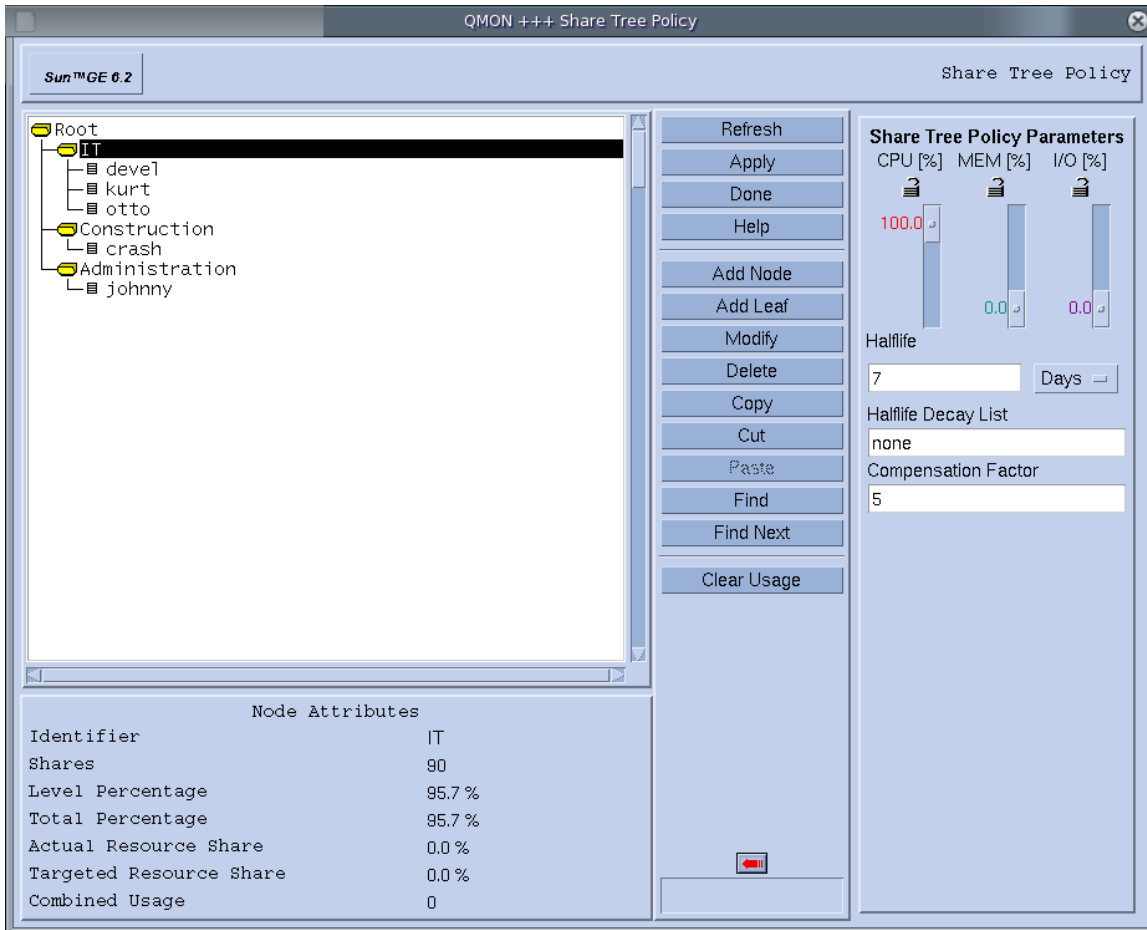 QMON +++ Share Tree Policy
Sun™GE 6.2
Share Tree Policy
Root
IT
devel
kurt
otto
Construction
crash
Administration
johnny
Refresh
Apply
Done
Help
Add Node
Add Leaf
Modify
Delete
Copy
Cut
Paste
Find
Find Next
Clear Usage
Share Tree Policy Parameters
CPU [%] MEM [%] I/O [%]
100.0
0.0 0.0
Halflife
7 Days
Halflife Decay List
none
Compensation Factor
5
Node Attributes
Identifier IT
Shares 90
Level Percentage 95.7 %
Total Percentage 95.7 %
Actual Resource Share 0.0 %
Targeted Resource Share 0.0 %
Combined Usage 0